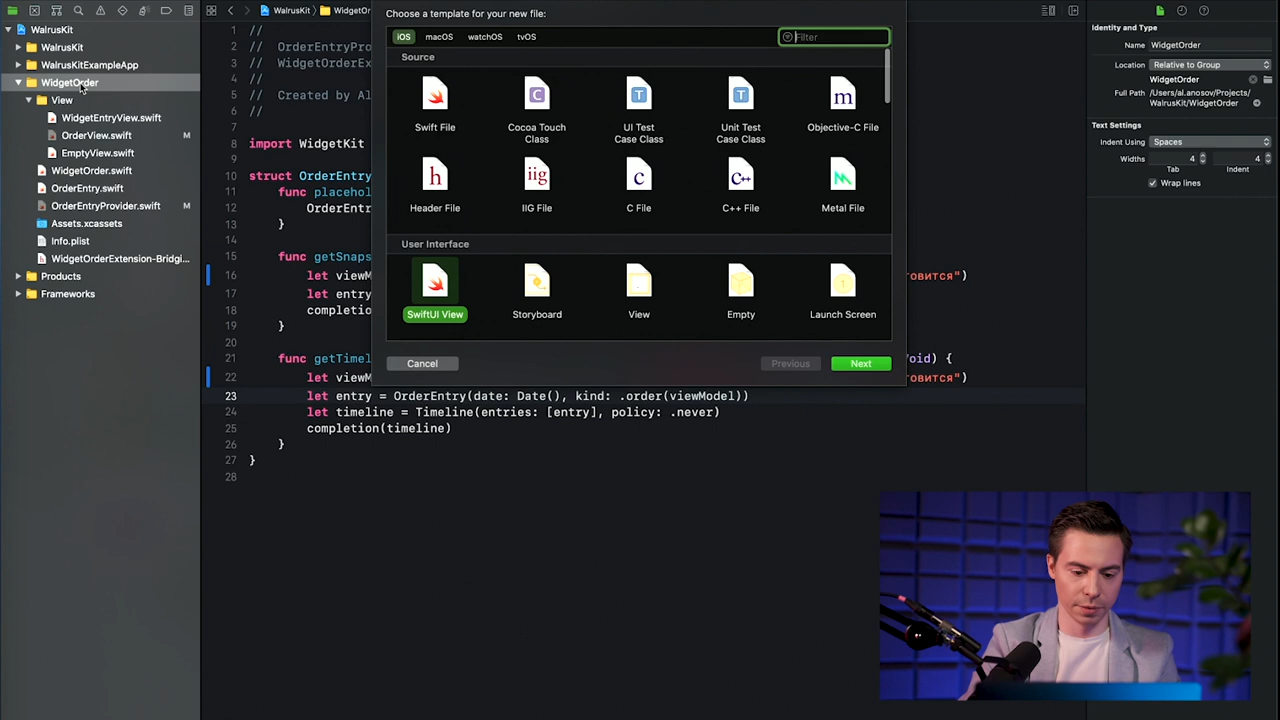 WalrusKit
WalrusKit
WalrusKitExampleApp
WidgetOrder
View
WidgetEntryView.swift
OrderView.swift M
EmptyView.swift
WidgetOrder.swift
OrderEntry.swift
OrderEntryProvider.swift M
Assets.xcassets
Info.plist
WidgetOrderExtension-Bridgi...
Products
Frameworks
WalrusKit
1 //
2 // OrderEntryPro
3 // WidgetOrderEx
4 //
5 // Created by Al
6 //
7
8 import WidgetKit
9
10 struct OrderEntry
11 func placehol
12 OrderEntr
13 }
14
15 func getSnaps
16 let viewM отовится")
17 let entry
18 completio
19 }
20
21 func getTimel Void) {
22 let viewM отовится")
23 let entry = OrderEntry(date: Date(), kind: .order(viewModel))
24 let timeline = Timeline(entries: [entry], policy: .never)
25 completion(timeline)
26 }
27 }
28
Choose a template for your new file:
iOS macOS watchOS tvOS
Filter
Source
Swift File
Cocoa Touch
Class
UI Test
Case Class
Unit Test
Case Class
Objective-C File
Header File
IIG File
C File
C++ File
Metal File
User Interface
SwiftUI View
Storyboard
View
Empty
Launch Screen
Cancel
Previous
Next
Identity and Type
Name WidgetOrder
Location Relative to Group
WidgetOrder
Full Path /Users/al.anosov/Projects/
WalrusKit/WidgetOrder
Text Settings
Indent Using Spaces
Widths 4 4
Tab Indent
Wrap lines